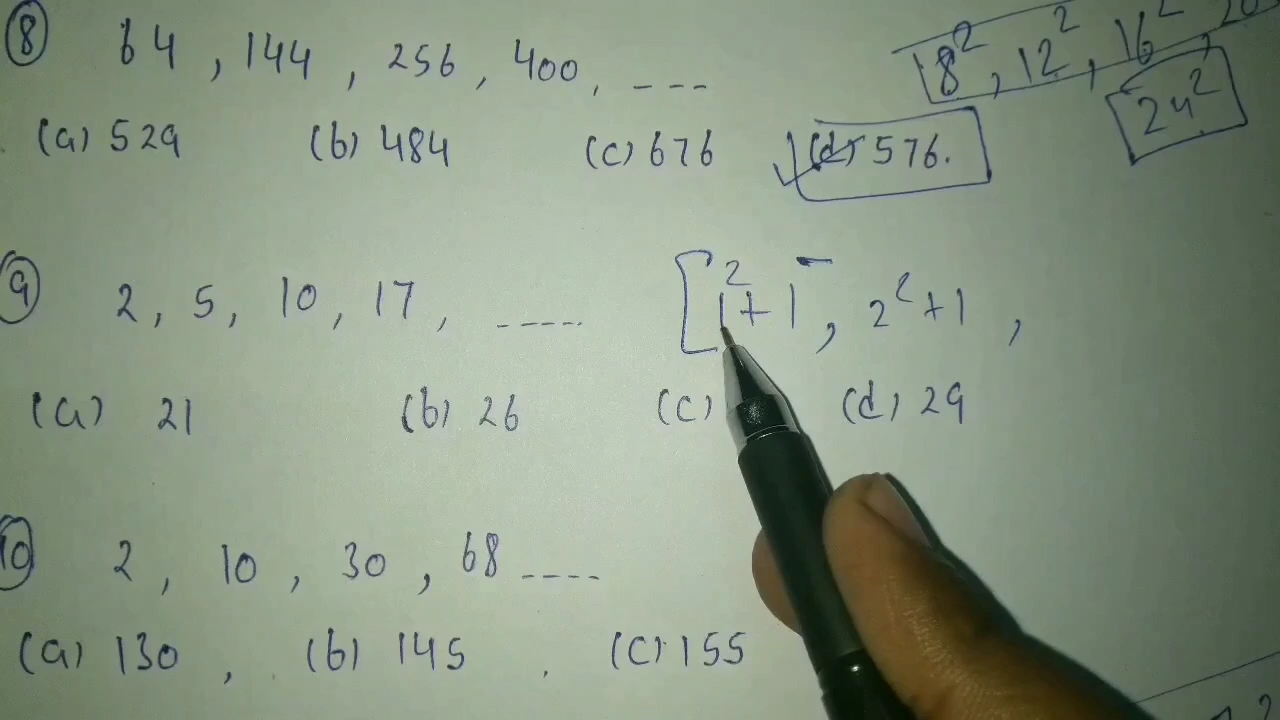 ⑧ 64, 144, 256, 400, ---
8², 12², 16², 20
24²
(a) 529 (b) 484 (c) 676 (d) 576.
⑨ 2, 5, 10, 17, ----- [1²+1, 2²+1,
(a) 21 (b) 26 (c) (d) 29
⑩ 2, 10, 30, 68 ----
(a) 130, (b) 145, (c) 155